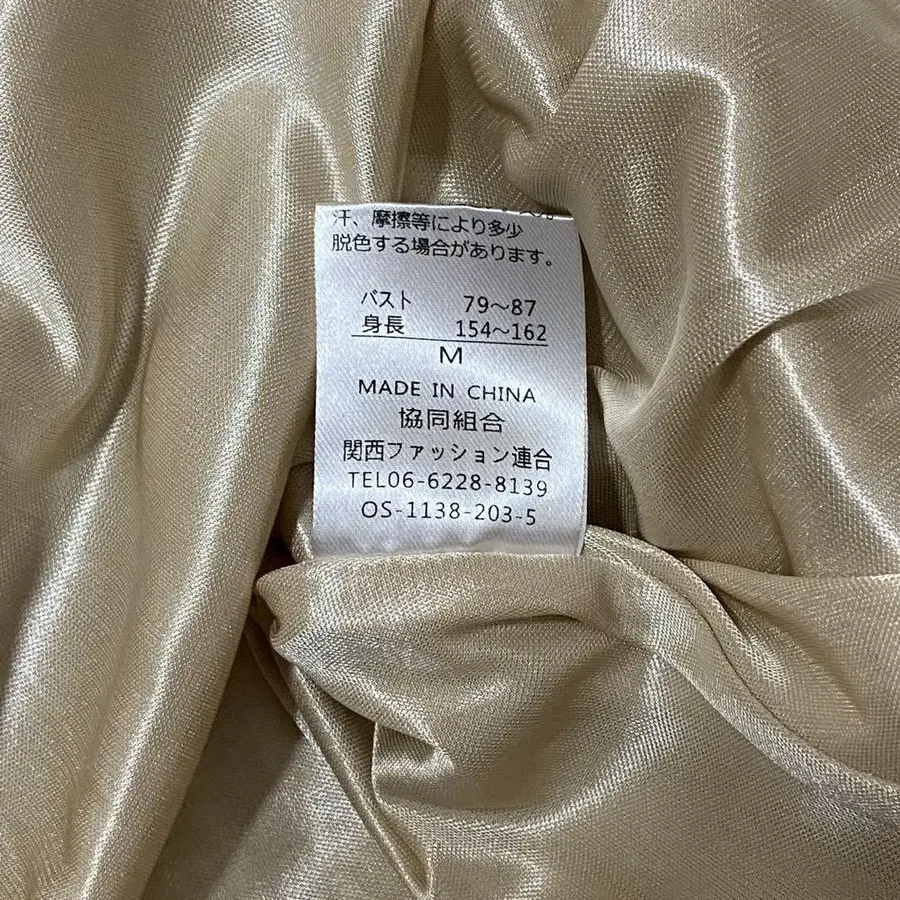 汗、摩擦等により多少
脱色する場合があります。
バスト 79〜87
身長 154〜162
M
MADE IN CHINA
協同組合
関西ファッション連合
TEL06-6228-8139
OS-1138-203-5